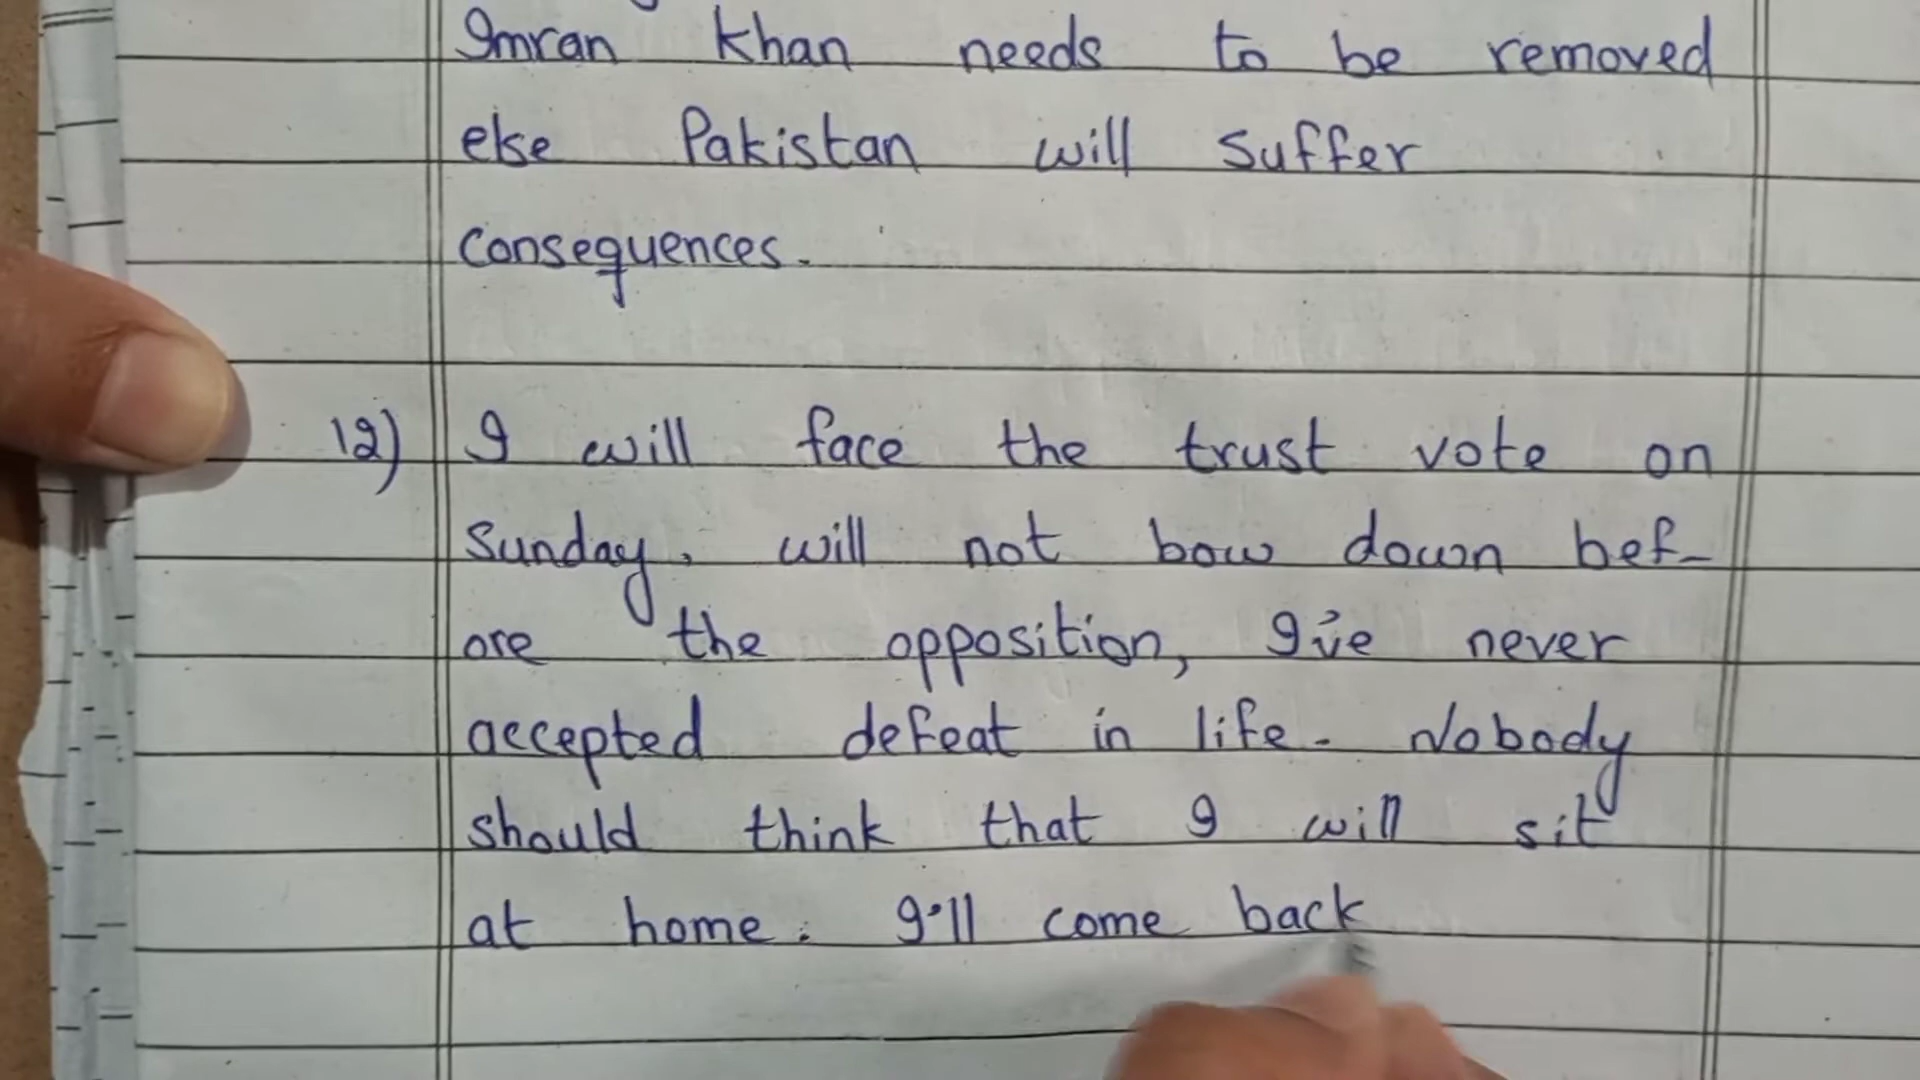 Imran Khan needs to be removed
else Pakistan will suffer
Consequences.
12) I will face the trust vote on
Sunday, will not bow down bef-
ore the opposition, I've never
accepted defeat in life. Nobody
should think that I will sit
at home. I'll come back